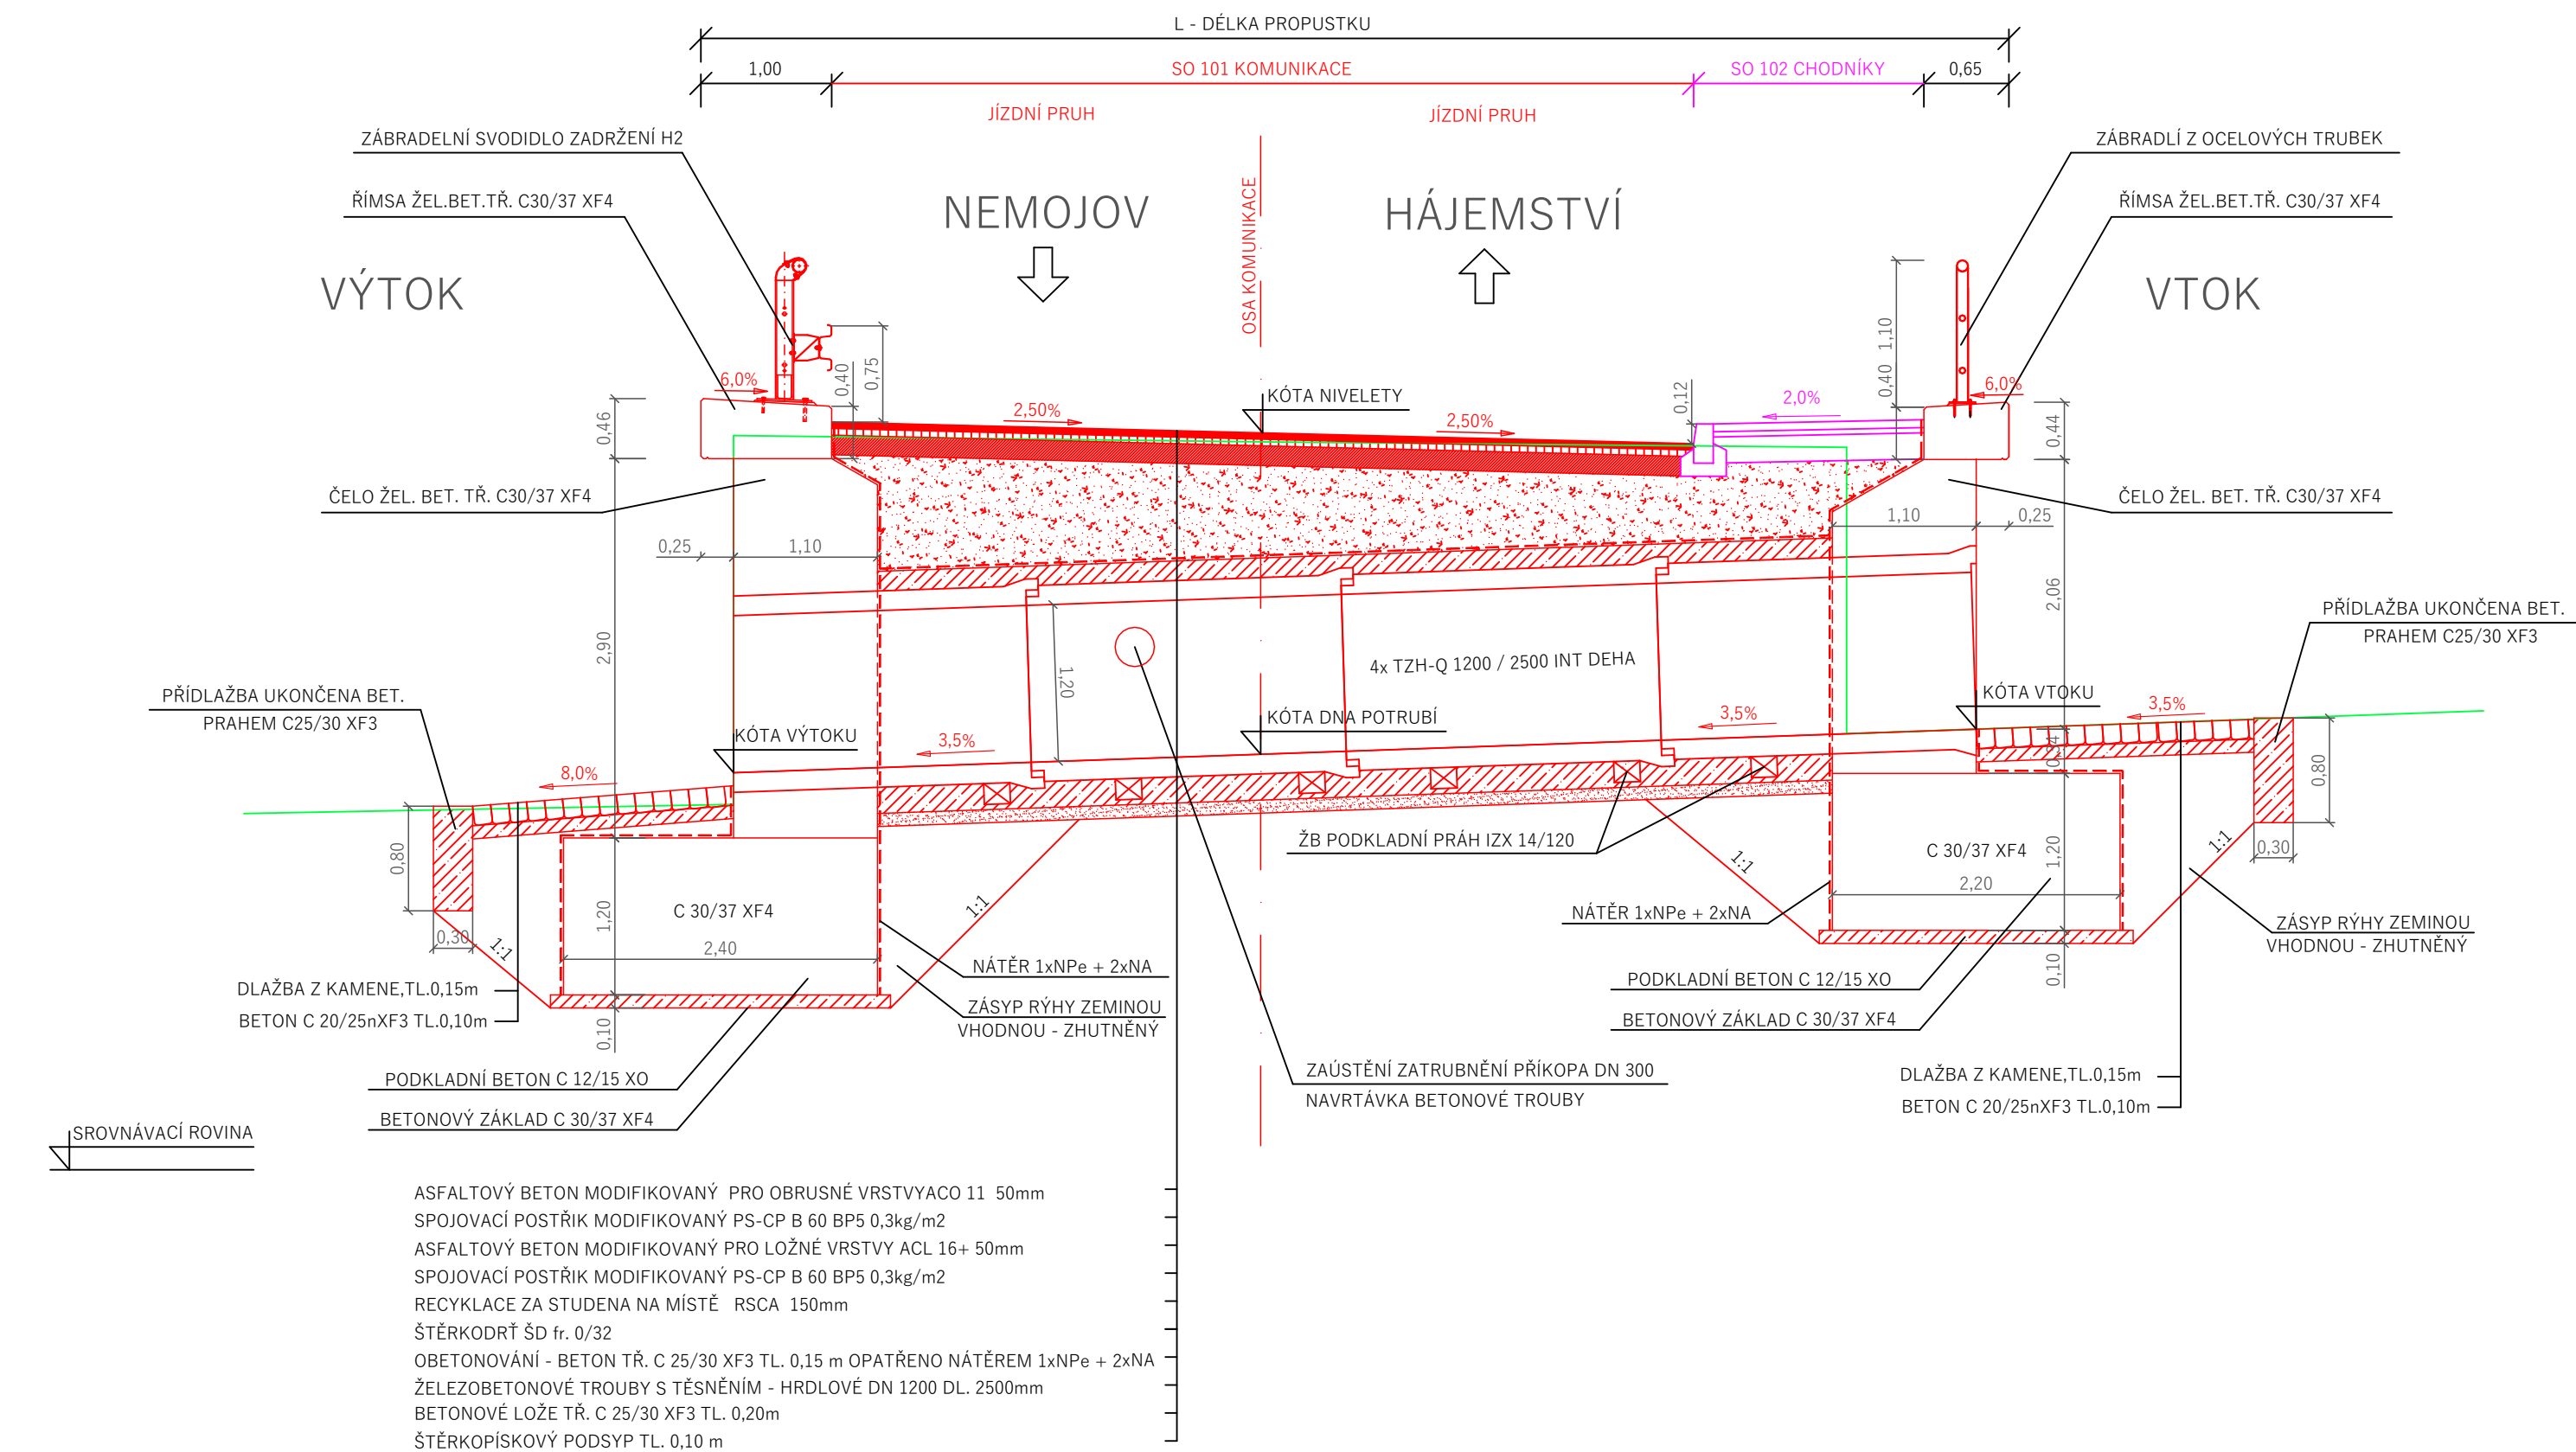 L - DÉLKA PROPUSTKU
1,00
SO 101 KOMUNIKACE
SO 102 CHODNÍKY
0,65
JÍZDNÍ PRUH
JÍZDNÍ PRUH
ZÁBRADELNÍ SVODIDLO ZADRŽENÍ H2
ZÁBRADLÍ Z OCELOVÝCH TRUBEK
ŘÍMSA ŽEL.BET.TŘ. C30/37 XF4
ŘÍMSA ŽEL.BET.TŘ. C30/37 XF4
NEMOJOV
HÁJEMSTVÍ
OSA KOMUNIKACE
VÝTOK
VTOK
6,0%
0,40
0,75
1,10
0,40
6,0%
0,46
2,50%
KÓTA NIVELETY
2,50%
0,12
2,0%
0,44
ČELO ŽEL. BET. TŘ. C30/37 XF4
ČELO ŽEL. BET. TŘ. C30/37 XF4
0,25
1,10
1,10
0,25
2,90
2,06
1,20
4x TZH-Q 1200 / 2500 INT DEHA
PŘÍDLAŽBA UKONČENA BET.
PRAHEM C25/30 XF3
PŘÍDLAŽBA UKONČENA BET.
PRAHEM C25/30 XF3
KÓTA VÝTOKU
3,5%
KÓTA DNA POTRUBÍ
3,5%
KÓTA VTOKU
3,5%
8,0%
0,80
0,80
0,30
0,30
1:1
1:1
1:1
1:1
ŽB PODKLADNÍ PRÁH IZX 14/120
C 30/37 XF4
1,20
2,40
C 30/37 XF4
1,20
2,20
0,10
0,10
NÁTĚR 1xNPe + 2xNA
NÁTĚR 1xNPe + 2xNA
ZÁSYP RÝHY ZEMINOU
VHODNOU - ZHUTNĚNÝ
ZÁSYP RÝHY ZEMINOU
VHODNOU - ZHUTNĚNÝ
DLAŽBA Z KAMENE,TL.0,15m
BETON C 20/25nXF3 TL.0,10m
PODKLADNÍ BETON C 12/15 XO
BETONOVÝ ZÁKLAD C 30/37 XF4
PODKLADNÍ BETON C 12/15 XO
BETONOVÝ ZÁKLAD C 30/37 XF4
ZAÚSTĚNÍ ZATRUBNĚNÍ PŘÍKOPA DN 300
NAVRTÁVKA BETONOVÉ TROUBY
DLAŽBA Z KAMENE,TL.0,15m
BETON C 20/25nXF3 TL.0,10m
SROVNÁVACÍ ROVINA
ASFALTOVÝ BETON MODIFIKOVANÝ PRO OBRUSNÉ VRSTVYACO 11 50mm
SPOJOVACÍ POSTŘIK MODIFIKOVANÝ PS-CP B 60 BP5 0,3kg/m2
ASFALTOVÝ BETON MODIFIKOVANÝ PRO LOŽNÉ VRSTVY ACL 16+ 50mm
SPOJOVACÍ POSTŘIK MODIFIKOVANÝ PS-CP B 60 BP5 0,3kg/m2
RECYKLACE ZA STUDENA NA MÍSTĚ RSCA 150mm
ŠTĚRKODRŤ ŠD fr. 0/32
OBETONOVÁNÍ - BETON TŘ. C 25/30 XF3 TL. 0,15 m OPATŘENO NÁTĚREM 1xNPe + 2xNA
ŽELEZOBETONOVÉ TROUBY S TĚSNĚNÍM - HRDLOVÉ DN 1200 DL. 2500mm
BETONOVÉ LOŽE TŘ. C 25/30 XF3 TL. 0,20m
ŠTĚRKOPÍSKOVÝ PODSYP TL. 0,10 m